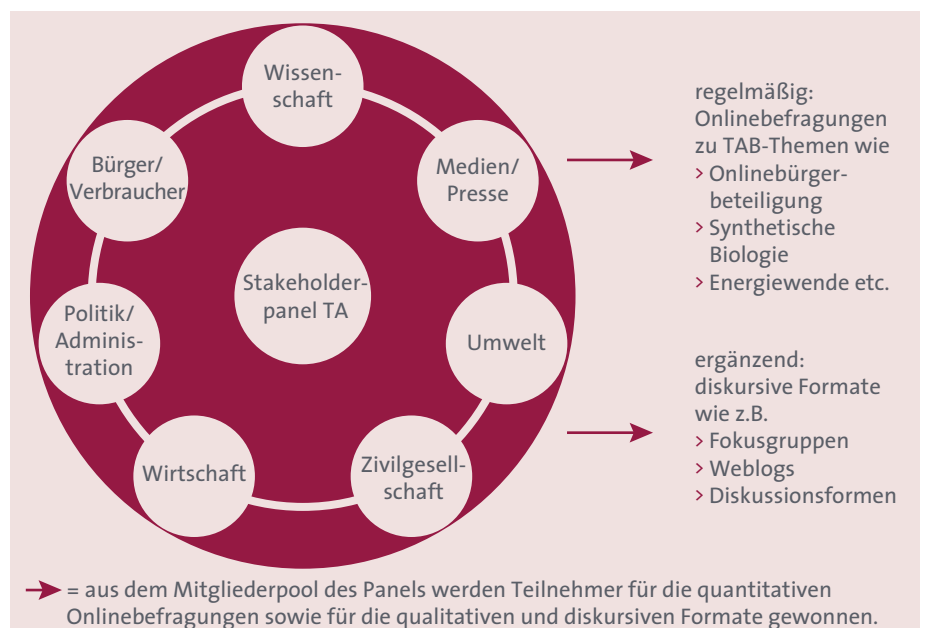 Wissen-
schaft
Medien/
Presse
Umwelt
Zivilgesell-
schaft
Wirtschaft
Politik/
Adminis-
tration
Bürger/
Verbraucher
Stakeholder-
panel TA
regelmäßig:
Onlinebefragungen
zu TAB-Themen wie
> Onlinebürger-
beteiligung
> Synthetische
Biologie
> Energiewende etc.
ergänzend:
diskursive Formate
wie z.B.
> Fokusgruppen
> Weblogs
> Diskussionsformen
= aus dem Mitgliederpool des Panels werden Teilnehmer für die quantitativen
Onlinebefragungen sowie für die qualitativen und diskursiven Formate gewonnen.